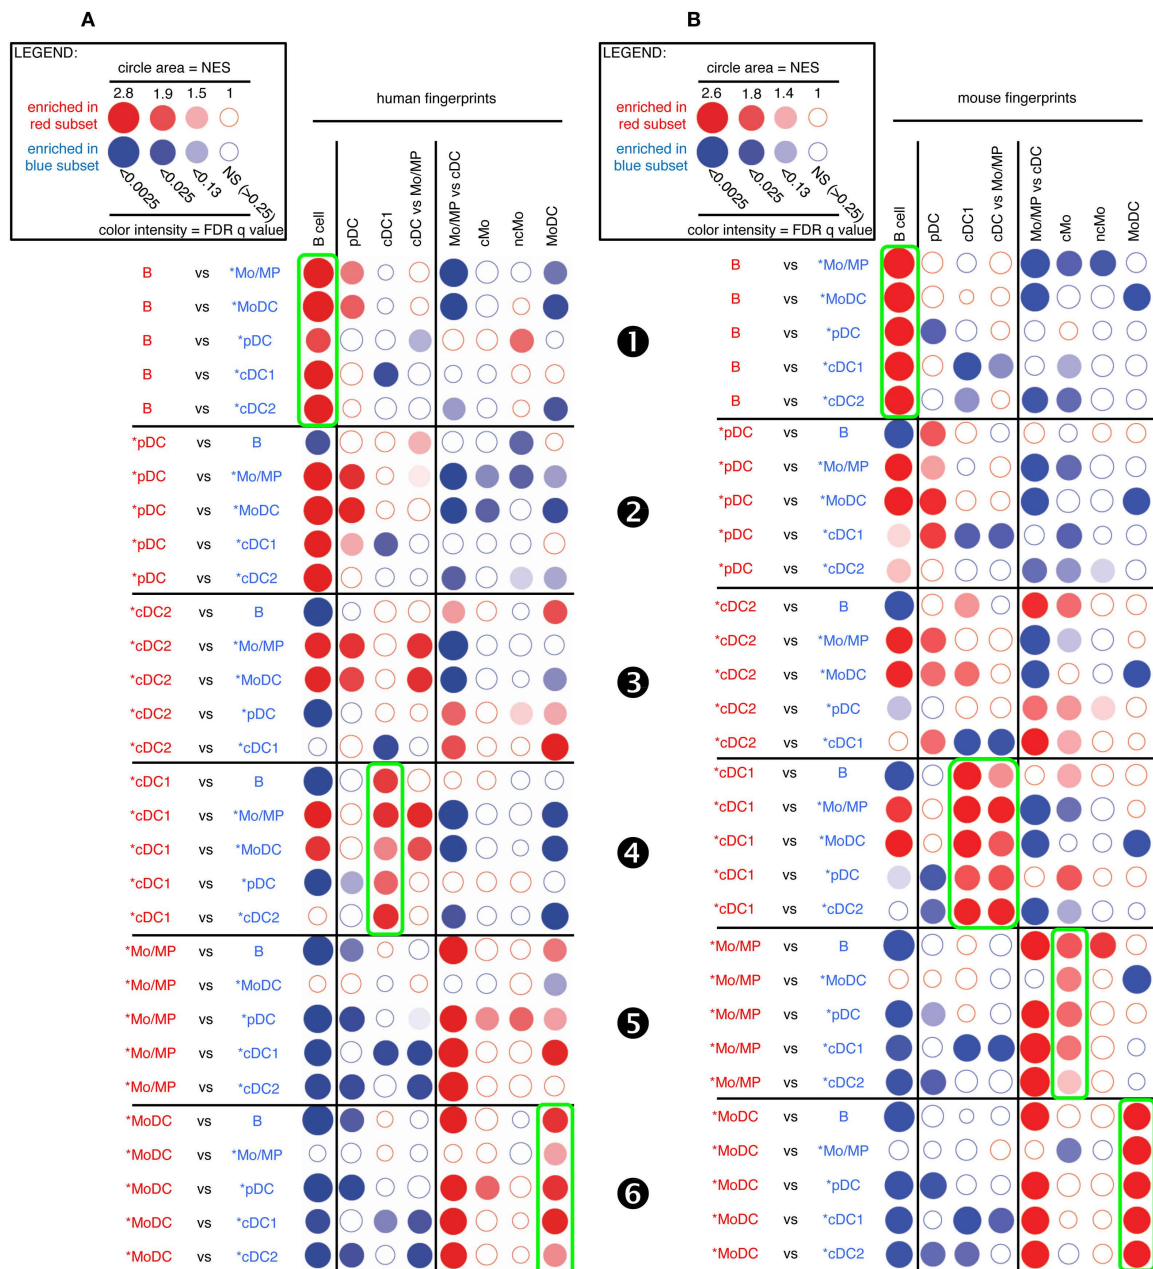 A
LEGEND:
circle area = NES
2.8 1.9 1.5 1
enriched in
red subset
enriched in
blue subset
<0.0025 <0.025 <0.13 NS (>0.25)
color intensity = FDR q value
human fingerprints
B cell pDC cDC1 cDC vs Mo/MP Mo/MP vs cDC cMo ncMo MoDC
B vs *Mo/MP
B vs *MoDC
B vs *pDC
B vs *cDC1
B vs *cDC2
*pDC vs B
*pDC vs *Mo/MP
*pDC vs *MoDC
*pDC vs *cDC1
*pDC vs *cDC2
*cDC2 vs B
*cDC2 vs *Mo/MP
*cDC2 vs *MoDC
*cDC2 vs *pDC
*cDC2 vs *cDC1
*cDC1 vs B
*cDC1 vs *Mo/MP
*cDC1 vs *MoDC
*cDC1 vs *pDC
*cDC1 vs *cDC2
*Mo/MP vs B
*Mo/MP vs *MoDC
*Mo/MP vs *pDC
*Mo/MP vs *cDC1
*Mo/MP vs *cDC2
*MoDC vs B
*MoDC vs *Mo/MP
*MoDC vs *pDC
*MoDC vs *cDC1
*MoDC vs *cDC2
1
2
3
4
5
6
B
LEGEND:
circle area = NES
2.6 1.8 1.4 1
enriched in
red subset
enriched in
blue subset
<0.0025 <0.025 <0.13 NS (>0.25)
color intensity = FDR q value
mouse fingerprints
B cell pDC cDC1 cDC vs Mo/MP Mo/MP vs cDC cMo ncMo MoDC
B vs *Mo/MP
B vs *MoDC
B vs *pDC
B vs *cDC1
B vs *cDC2
*pDC vs B
*pDC vs *Mo/MP
*pDC vs *MoDC
*pDC vs *cDC1
*pDC vs *cDC2
*cDC2 vs B
*cDC2 vs *Mo/MP
*cDC2 vs *MoDC
*cDC2 vs *pDC
*cDC2 vs *cDC1
*cDC1 vs B
*cDC1 vs *Mo/MP
*cDC1 vs *MoDC
*cDC1 vs *pDC
*cDC1 vs *cDC2
*Mo/MP vs B
*Mo/MP vs *MoDC
*Mo/MP vs *pDC
*Mo/MP vs *cDC1
*Mo/MP vs *cDC2
*MoDC vs B
*MoDC vs *Mo/MP
*MoDC vs *pDC
*MoDC vs *cDC1
*MoDC vs *cDC2